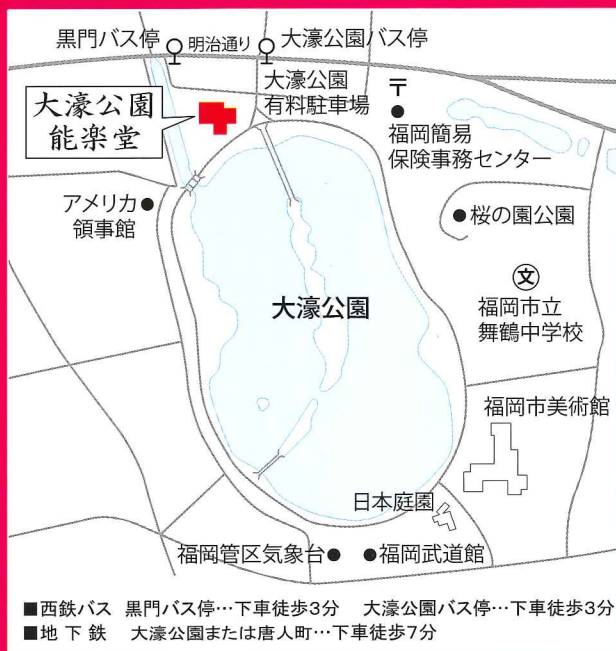 黒門バス停
明治通り
大濠公園バス停
大濠公園
有料駐車場
大濠公園
能楽堂
〒
福岡簡易
保険事務センター
アメリカ
領事館
桜の園公園
文
福岡市立
舞鶴中学校
大濠公園
福岡市美術館
日本庭園
福岡管区気象台
福岡武道館
■西鉄バス 黒門バス停…下車徒歩3分 大濠公園バス停…下車徒歩3分
■地下鉄 大濠公園または唐人町…下車徒歩7分